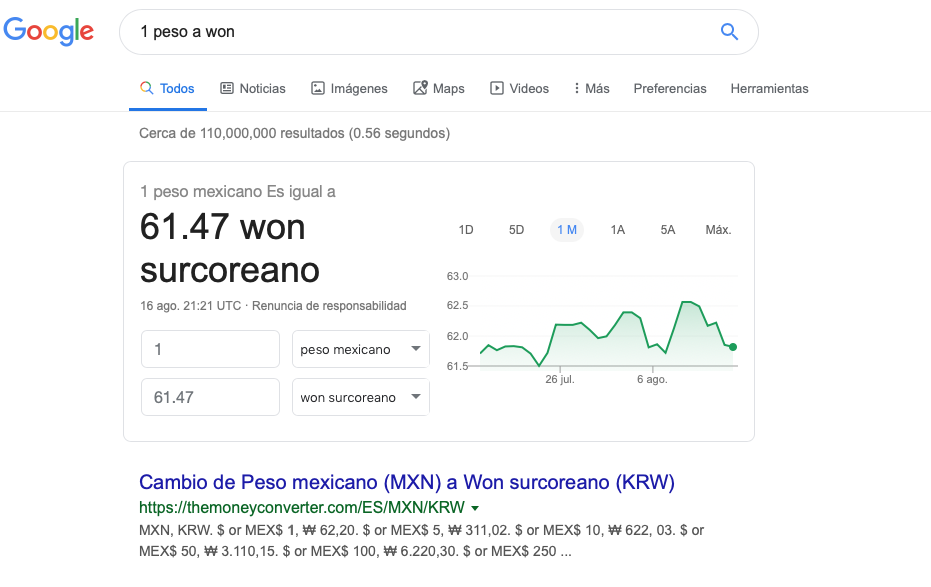 Google
1 peso a won
Todos Noticias Imágenes Maps Videos Más Preferencias Herramientas
Cerca de 110,000,000 resultados (0.56 segundos)
1 peso mexicano Es igual a
61.47 won
surcoreano
16 ago. 21:21 UTC · Renuncia de responsabilidad
1 peso mexicano
61.47 won surcoreano
1D 5D 1 M 1A 5A Máx.
63.0
62.5
62.0
61.5
26 jul. 6 ago.
Cambio de Peso mexicano (MXN) a Won surcoreano (KRW)
https://themoneyconverter.com/ES/MXN/KRW
MXN, KRW. $ or MEX$ 1, ₩ 62,20. $ or MEX$ 5, ₩ 311,02. $ or MEX$ 10, ₩ 622, 03. $ or
MEX$ 50, ₩ 3.110,15. $ or MEX$ 100, ₩ 6.220,30. $ or MEX$ 250 ...